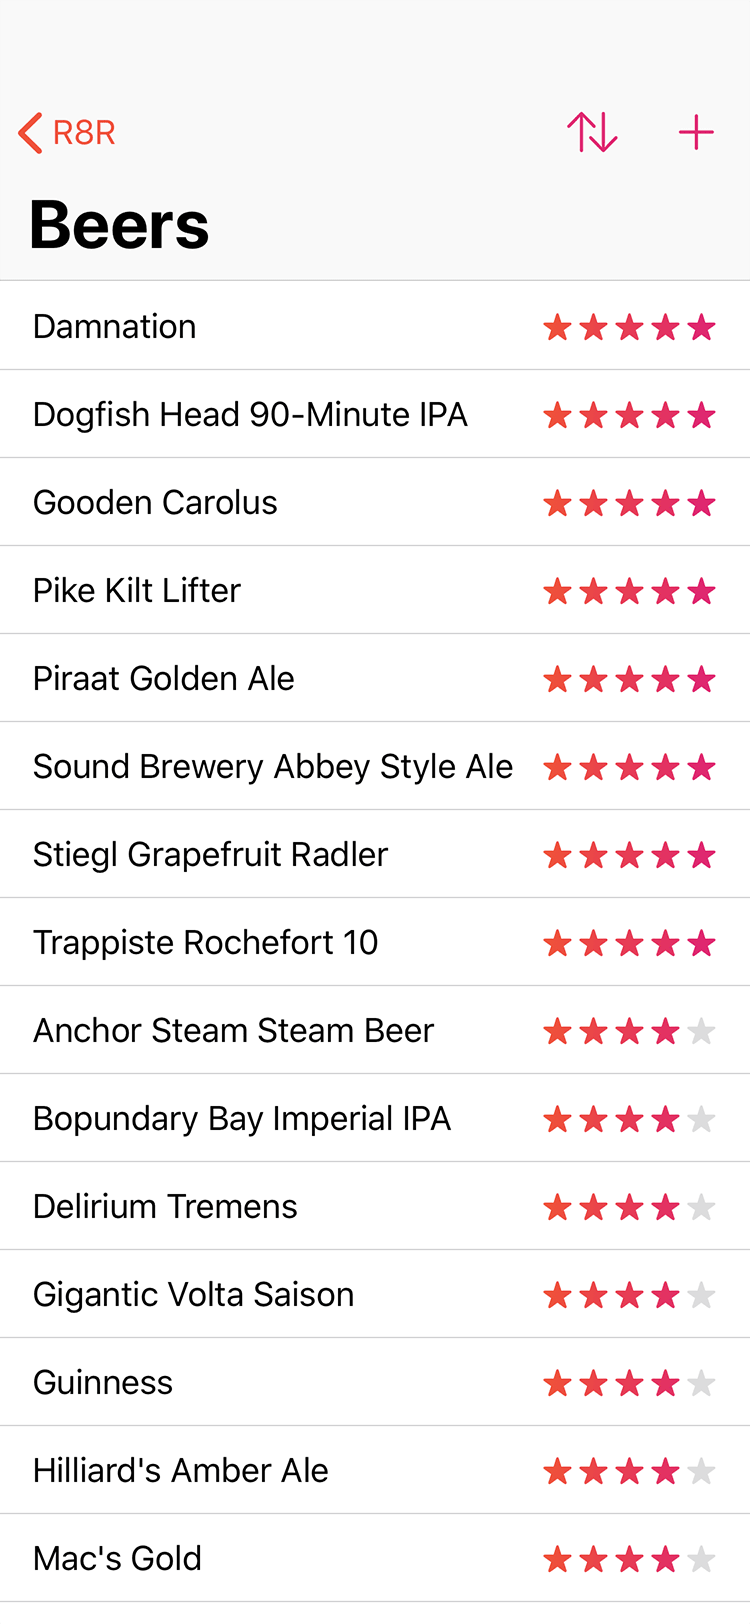 R8R
Beers
Damnation
Dogfish Head 90-Minute IPA
Gooden Carolus
Pike Kilt Lifter
Piraat Golden Ale
Sound Brewery Abbey Style Ale
Stiegl Grapefruit Radler
Trappiste Rochefort 10
Anchor Steam Steam Beer
Bopundary Bay Imperial IPA
Delirium Tremens
Gigantic Volta Saison
Guinness
Hilliard's Amber Ale
Mac's Gold